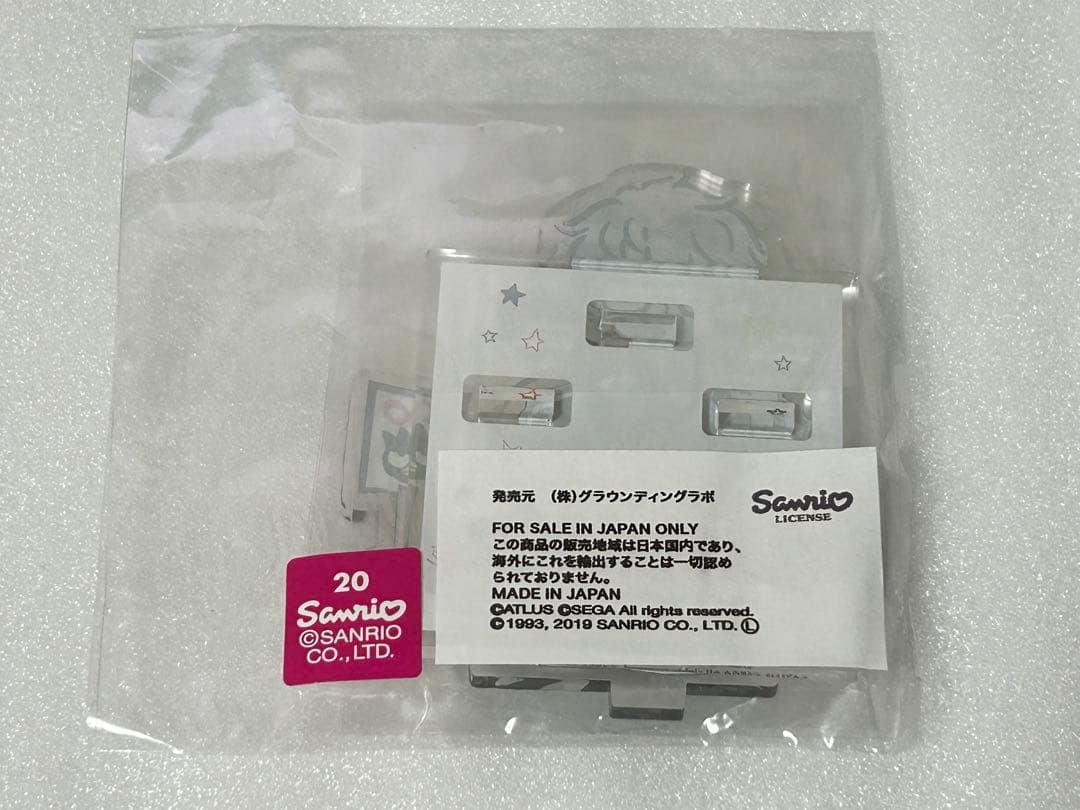 発売元 (株)グラウンディングラボ
Sanrio
LICENSE
FOR SALE IN JAPAN ONLY
この商品の販売地域は日本国内であり、
海外にこれを輸出することは一切認め
られておりません。
MADE IN JAPAN
©ATLUS ©SEGA All rights reserved.
©1993, 2019 SANRIO CO., LTD. Ⓛ
20
Sanrio
©SANRIO
CO., LTD.